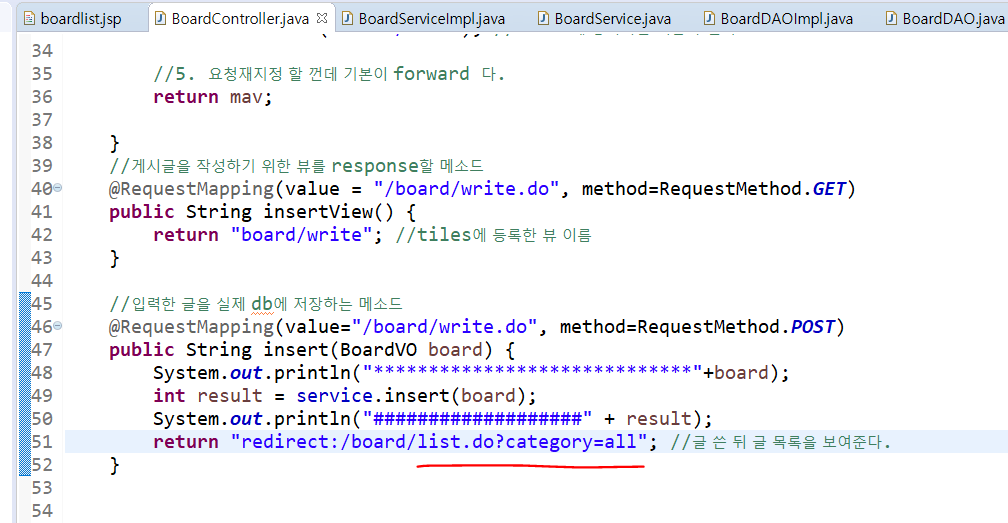 boardlist.jsp BoardController.java BoardServiceImpl.java BoardService.java BoardDAOImpl.java BoardDAO.java
34
35 //5. 요청재지정 할 껀데 기본이 forward 다.
36 return mav;
37
38 }
39 //게시글을 작성하기 위한 뷰를 response할 메소드
40 @RequestMapping(value = "/board/write.do", method=RequestMethod.GET)
41 public String insertView() {
42 return "board/write"; //tiles에 등록한 뷰 이름
43 }
44
45 //입력한 글을 실제 db에 저장하는 메소드
46 @RequestMapping(value="/board/write.do", method=RequestMethod.POST)
47 public String insert(BoardVO board) {
48 System.out.println("*****************************"+board);
49 int result = service.insert(board);
50 System.out.println("###################" + result);
51 return "redirect:/board/list.do?category=all"; //글 쓴 뒤 글 목록을 보여준다.
52 }
53
54